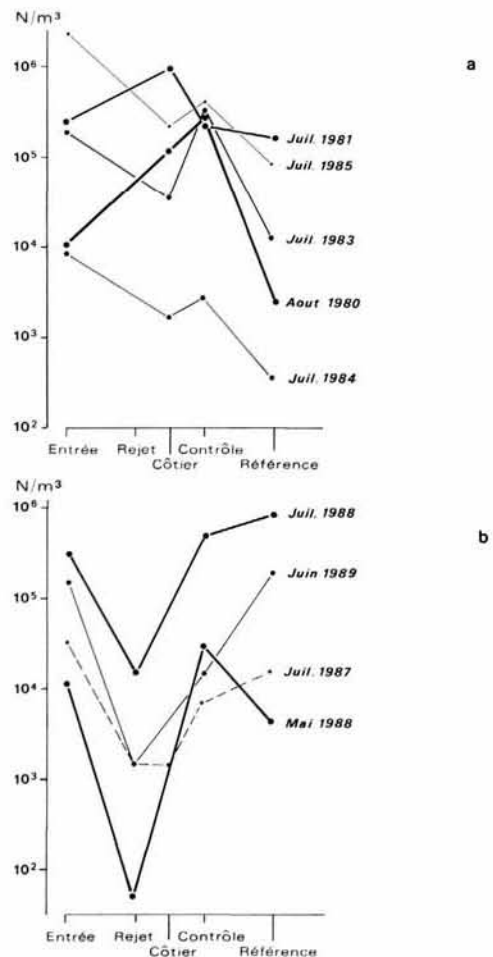 N/m³
a
10⁶
Juil. 1981
10⁵
Juil. 1985
Juil. 1983
10⁴
Aout 1980
10³
Juil. 1984
10²
Entrée Rejet Contrôle
Côtier Référence
N/m³
b
10⁶
Juil. 1988
Juin 1989
10⁵
Juil. 1987
10⁴
Mai 1988
10³
10²
Entrée Rejet Contrôle
Côtier Référence